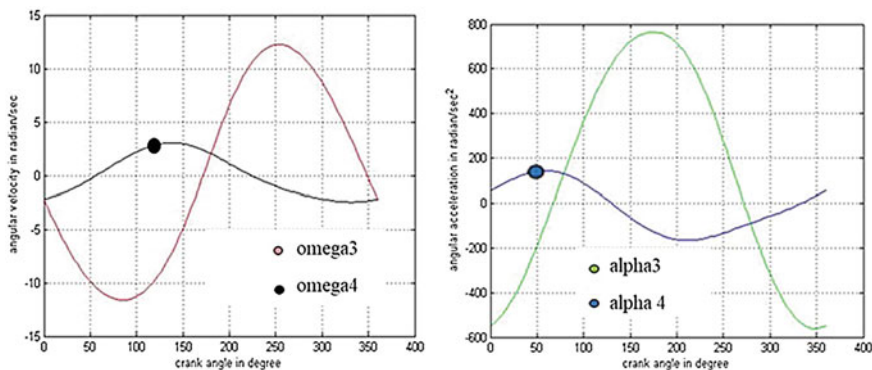 15
10
5
0
-5
-10
-15
0 50 100 150 200 250 300 350 400
angular velocity in radian/sec
crank angle in degree
omega3
omega4
800
600
400
200
0
-200
-400
-600
0 50 100 150 200 250 300 350 400
angular acceleration in radian/sec²
crank angle in degree
alpha3
alpha 4